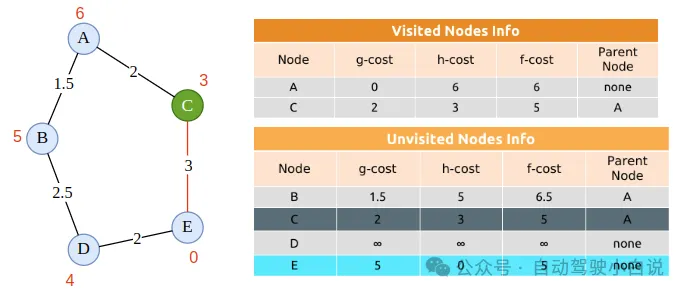 6
A
3
1.5
2
C
5
B
3
2.5
E
2
D
0
4
Visited Nodes Info
Node g-cost h-cost f-cost Parent Node
A 0 6 6 none
C 2 3 5 A
Unvisited Nodes Info
Node g-cost h-cost f-cost Parent Node
B 1.5 5 6.5 A
C 2 3 5 A
D ∞ ∞ ∞ none
E 5 0 5 none
公众号 · 自动驾驶小白说